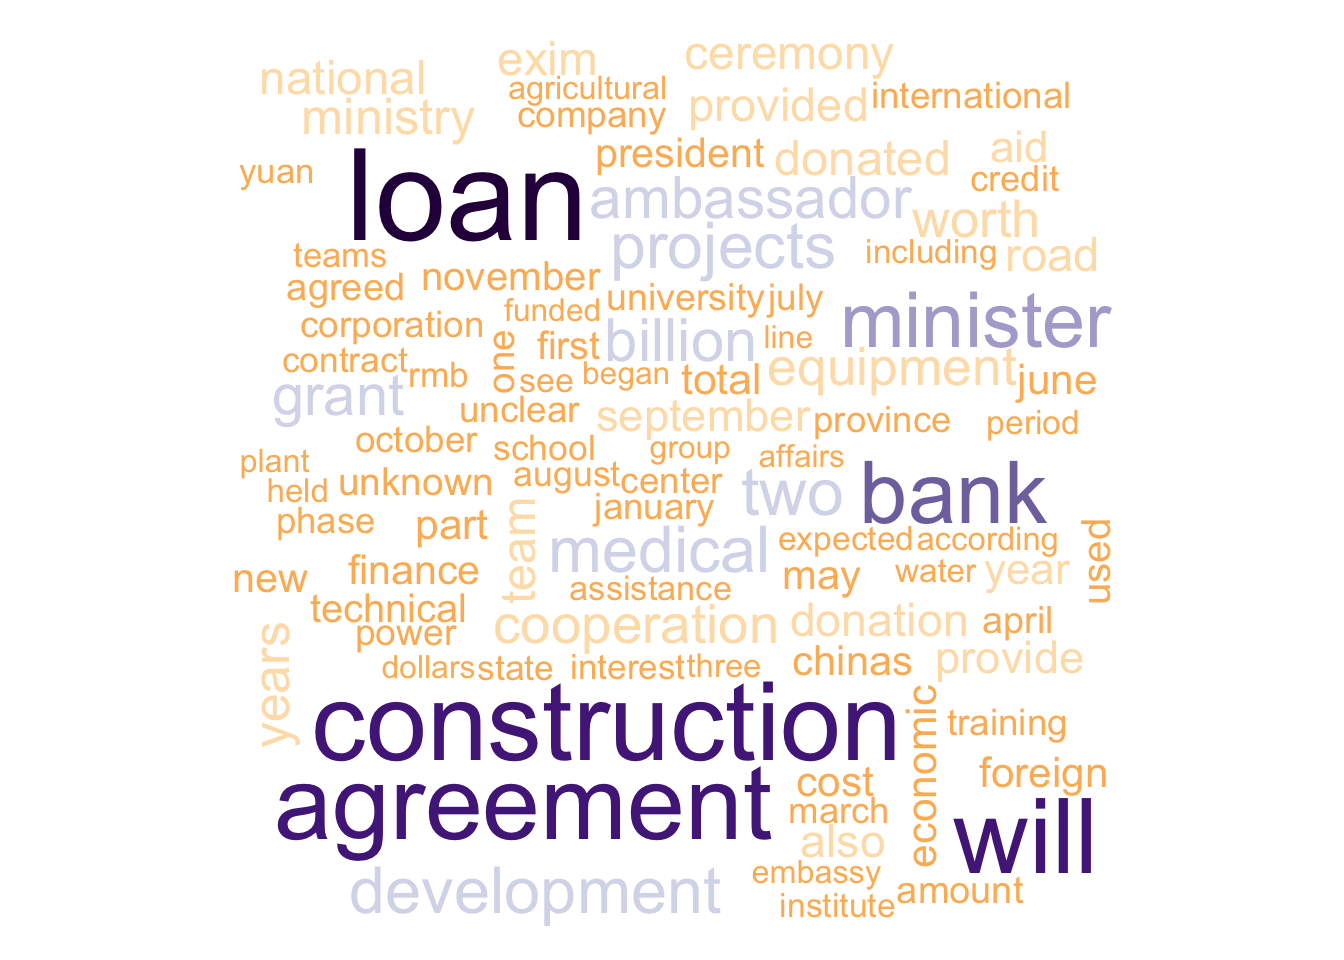 national exim ceremony
agricultural
ministry company provided international
yuan loan president donated aid
credit
ambassador worth
teams projects including road
agreed november
funded university july minister
corporation one first billion line
contract rmb see began total equipment june
grant unclear september province period
october school group affairs
plant held unknown august center two bank
phase part january
team medical expected according used
new finance assistance may water year
technical
power cooperation donation april
years dollars state interest three chinas provide
construction economic training
agreement cost foreign
march will
also
development embassy amount
institute